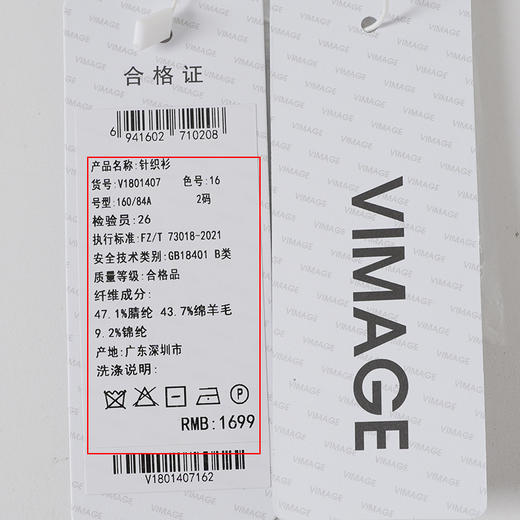 合格证
6 941602 710208
产品名称:针织衫
货号:V1801407 色号:16
号型:160/84A 2码
检验员:26
执行标准:FZ/T 73018-2021
安全技术类别:GB18401 B类
质量等级:合格品
纤维成分:
47.1%腈纶 43.7%绵羊毛
9.2%锦纶
产地:广东深圳市
洗涤说明:
P
RMB:1699
V1801407162
VIMAGE